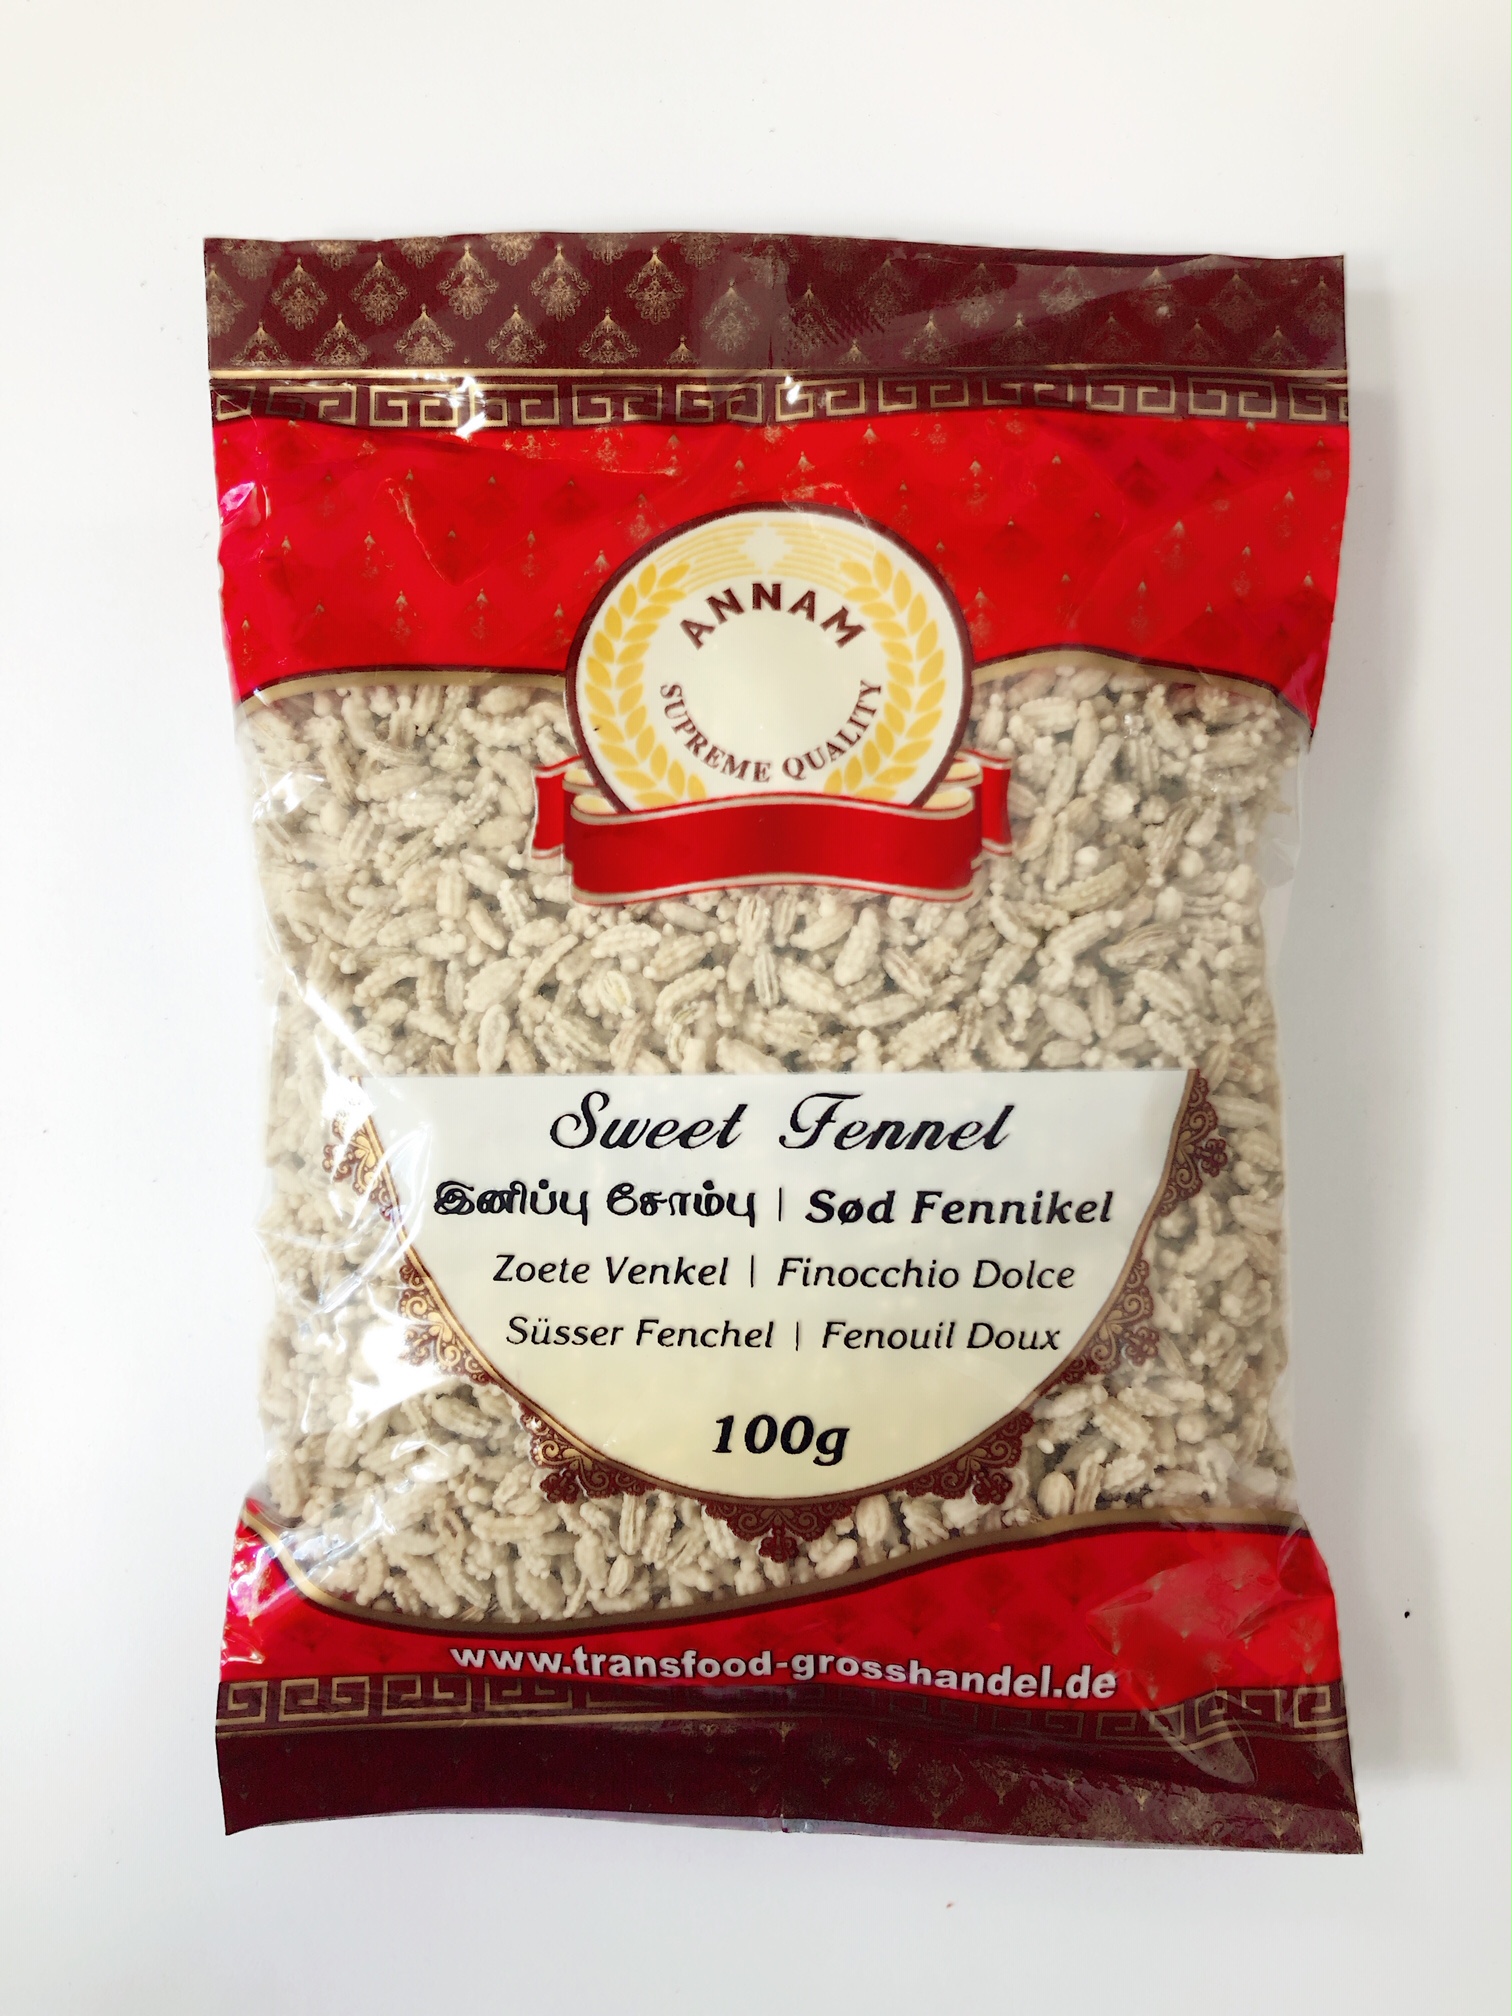 ANNAM
SUPREME QUALITY
Sweet Fennel
இனிப்பு சோம்பு | Sød Fennikel
Zoete Venkel | Finocchio Dolce
Süsser Fenchel | Fenouil Doux
100g
www.transfood-grosshandel.de